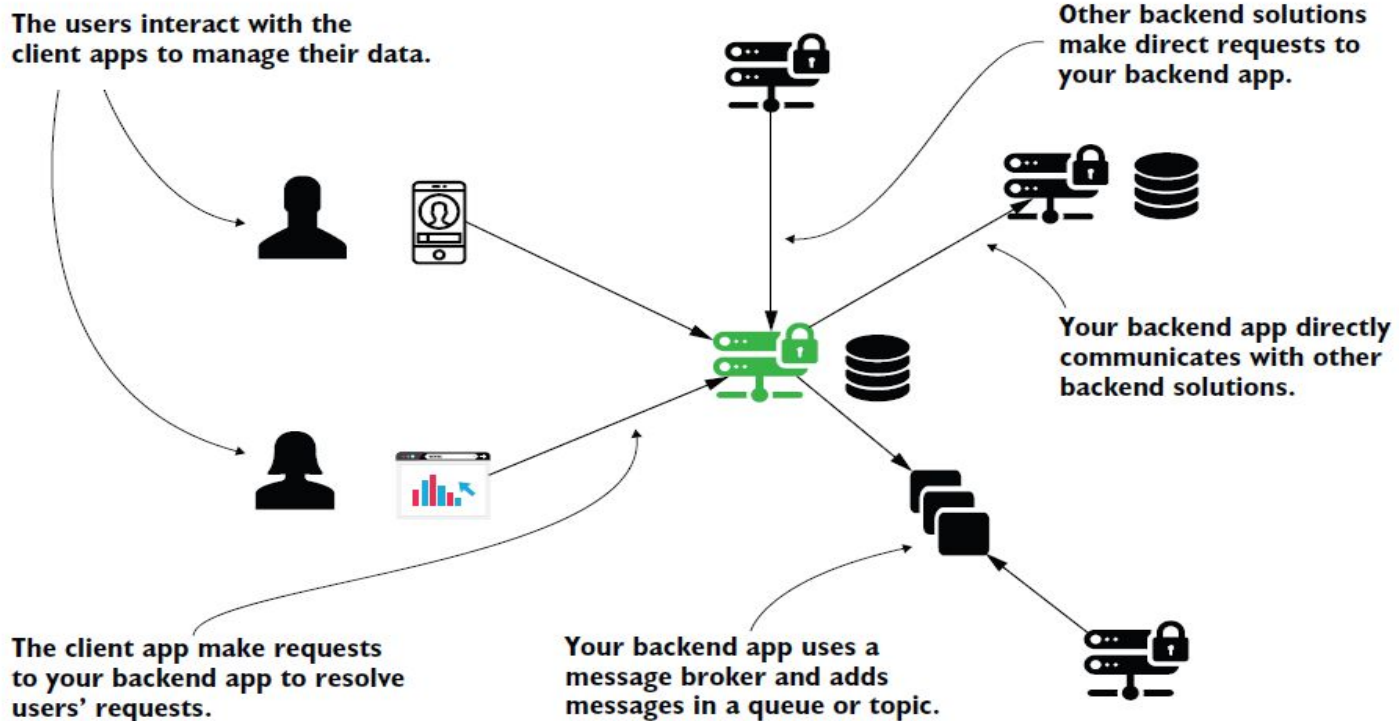 The users interact with the
client apps to manage their data.
Other backend solutions
make direct requests to
your backend app.
Your backend app directly
communicates with other
backend solutions.
The client app make requests
to your backend app to resolve
users' requests.
Your backend app uses a
message broker and adds
messages in a queue or topic.